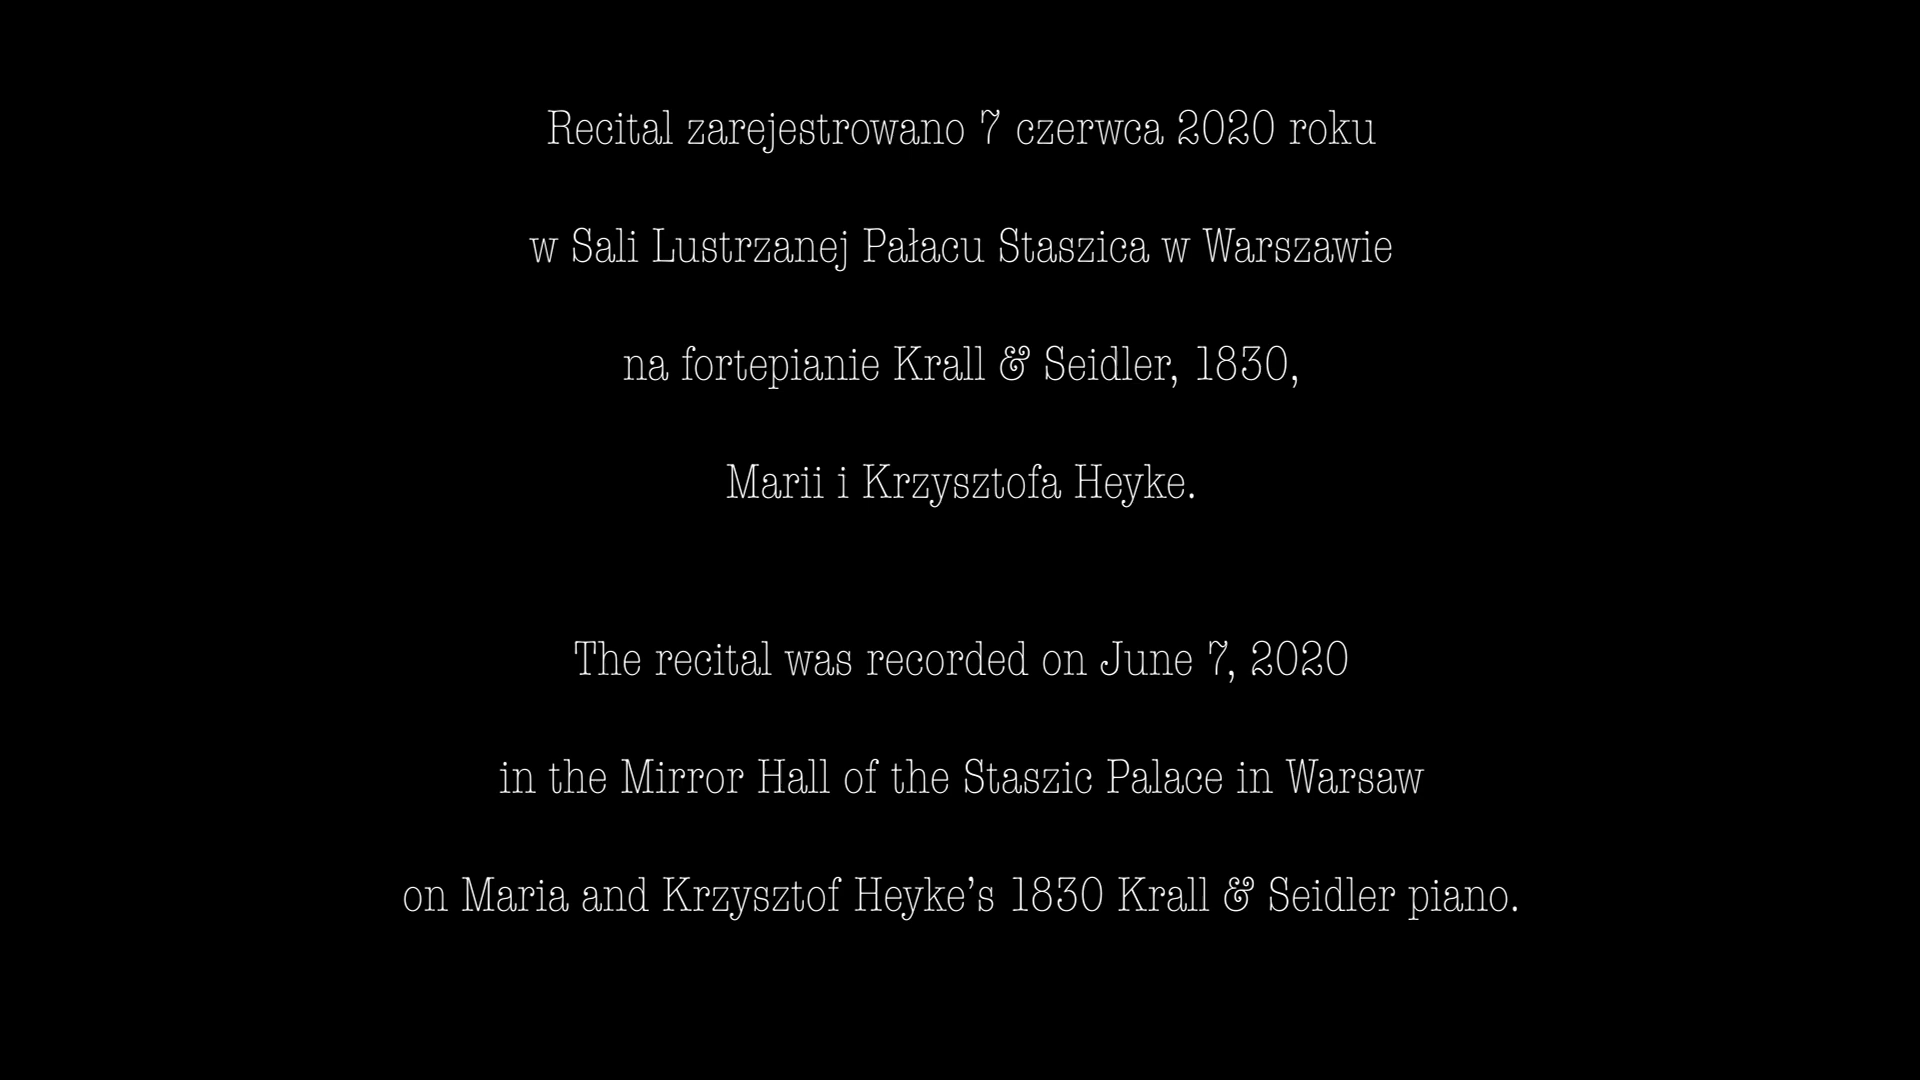 Recital zarejestrowano 7 czerwca 2020 roku
w Sali Lustrzanej Pałacu Staszica w Warszawie
na fortepianie Krall & Seidler, 1830,
Marii i Krzysztofa Heyke.
The recital was recorded on June 7, 2020
in the Mirror Hall of the Staszic Palace in Warsaw
on Maria and Krzysztof Heyke’s 1830 Krall & Seidler piano.